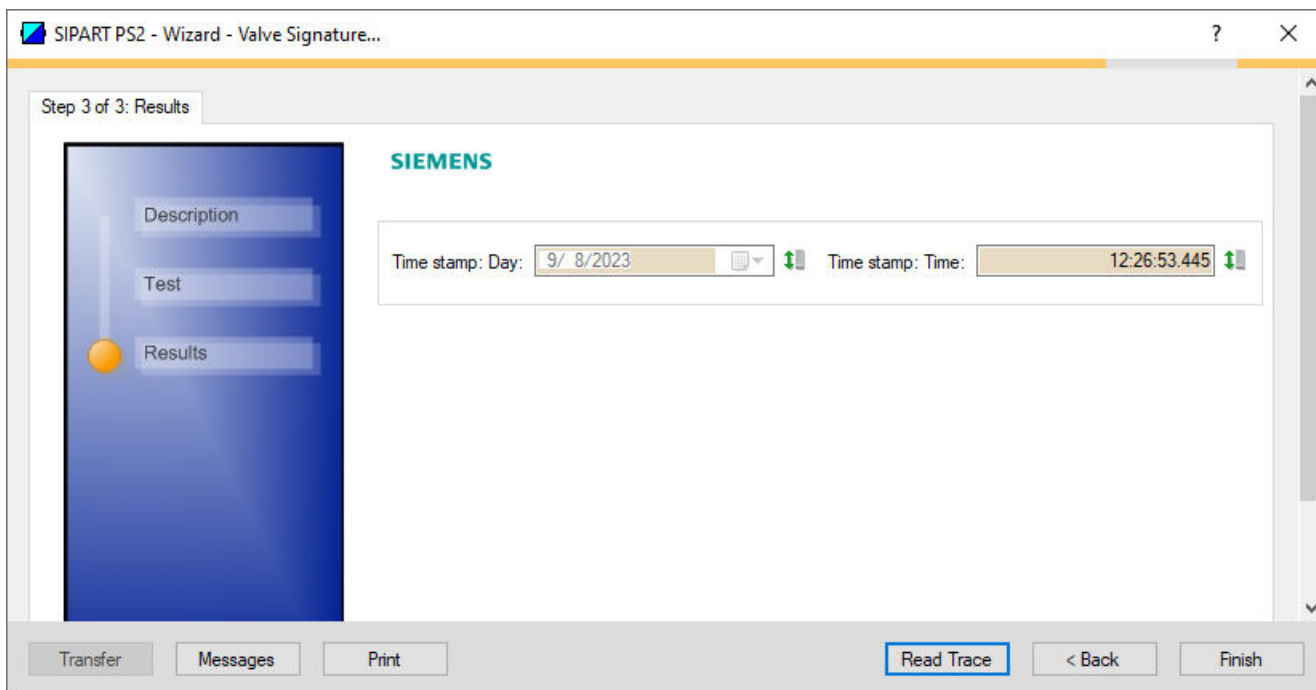 SIPART PS2 - Wizard - Valve Signature...
?
Step 3 of 3: Results
SIEMENS
Description
Test
Results
Time stamp: Day: 9/ 8/2023 Time stamp: Time: 12:26:53.445
Transfer Messages Print Read Trace < Back Finish